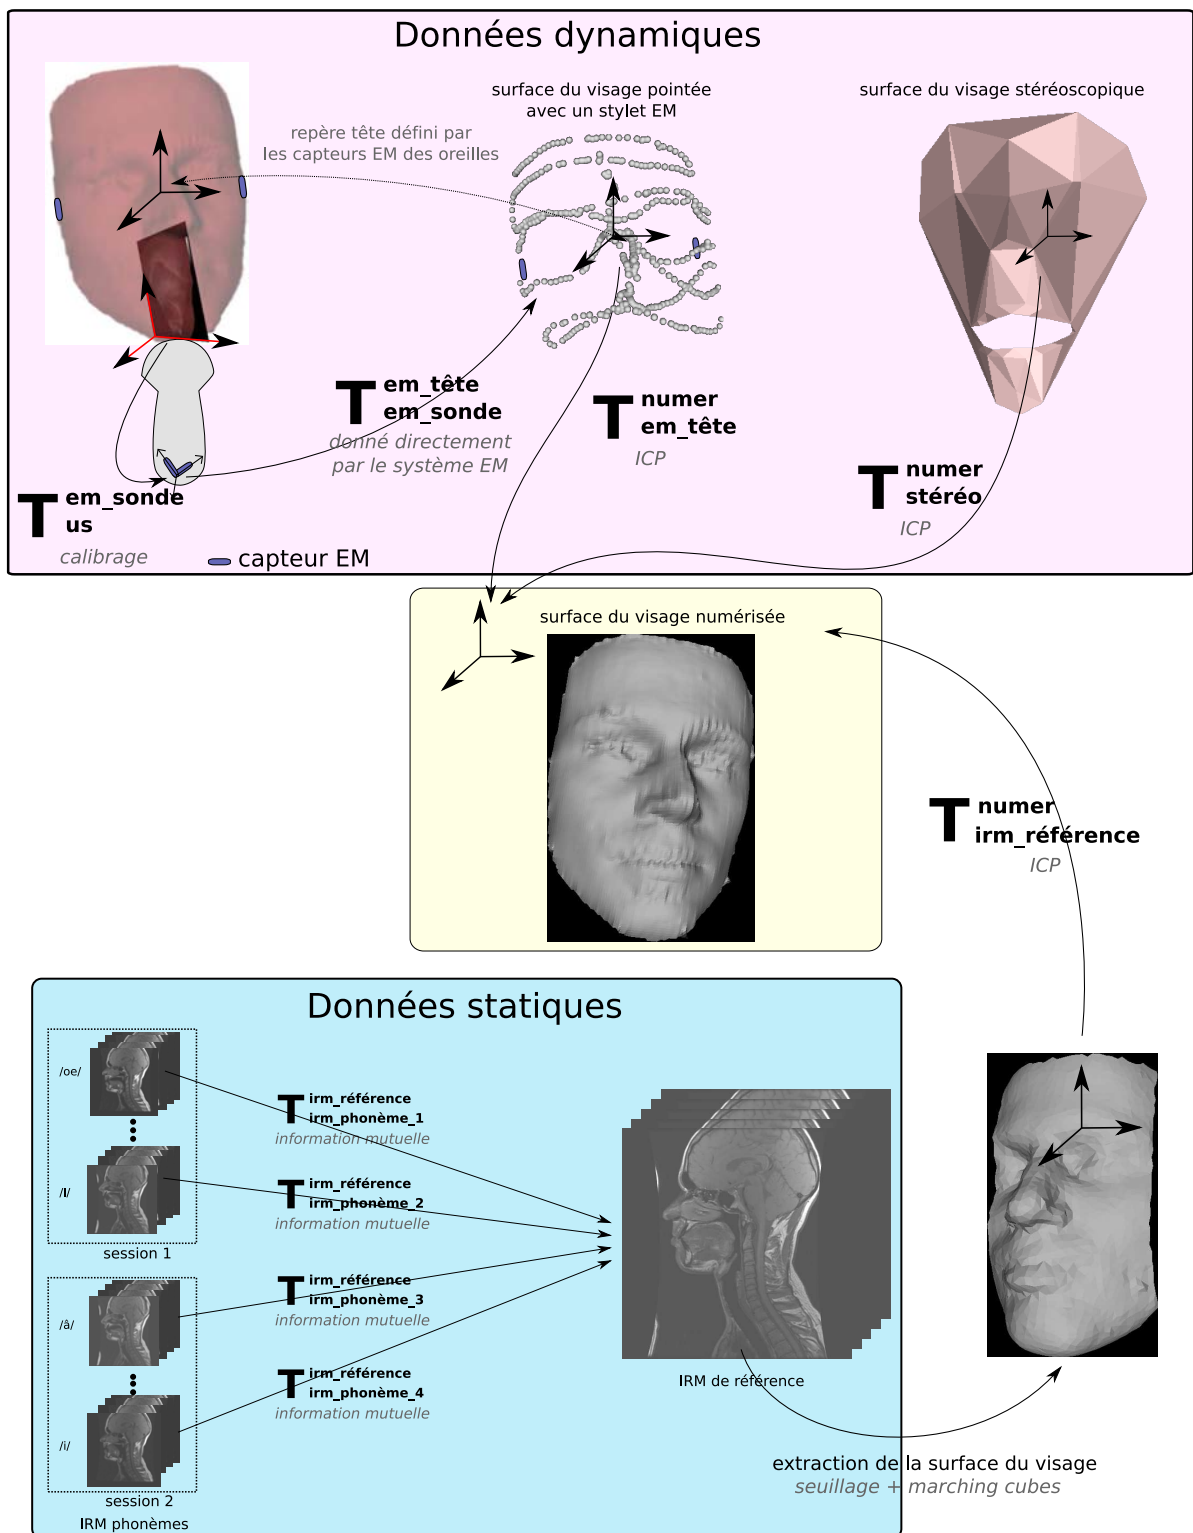 Données dynamiques
surface du visage pointée
avec un stylet EM
surface du visage stéréoscopique
repère tête défini par
les capteurs EM des oreilles
T em_tête
em_sonde
donné directement
par le système EM
T numer
em_tête
ICP
T numer
stéréo
ICP
T em_sonde
us
calibrage
capteur EM
surface du visage numérisée
T numer
irm_référence
ICP
Données statiques
/oe/
/l/
session 1
/â/
/i/
session 2
IRM phonèmes
T irm_référence
irm_phonème_1
information mutuelle
T irm_référence
irm_phonème_2
information mutuelle
T irm_référence
irm_phonème_3
information mutuelle
T irm_référence
irm_phonème_4
information mutuelle
IRM de référence
extraction de la surface du visage
seuillage + marching cubes